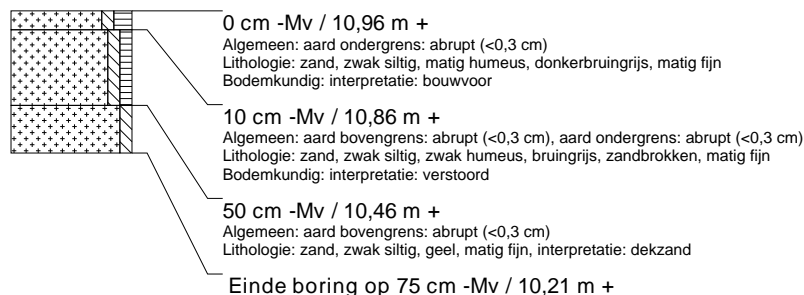 0 cm -Mv / 10,96 m +
Algemeen: aard ondergrens: abrupt (<0,3 cm)
Lithologie: zand, zwak siltig, matig humeus, donkerbruingrijs, matig fijn
Bodemkundig: interpretatie: bouwvoor
10 cm -Mv / 10,86 m +
Algemeen: aard bovengrens: abrupt (<0,3 cm), aard ondergrens: abrupt (<0,3 cm)
Lithologie: zand, zwak siltig, zwak humeus, bruingrijs, zandbrokken, matig fijn
Bodemkundig: interpretatie: verstoord
50 cm -Mv / 10,46 m +
Algemeen: aard bovengrens: abrupt (<0,3 cm)
Lithologie: zand, zwak siltig, geel, matig fijn, interpretatie: dekzand
Einde boring op 75 cm -Mv / 10,21 m +